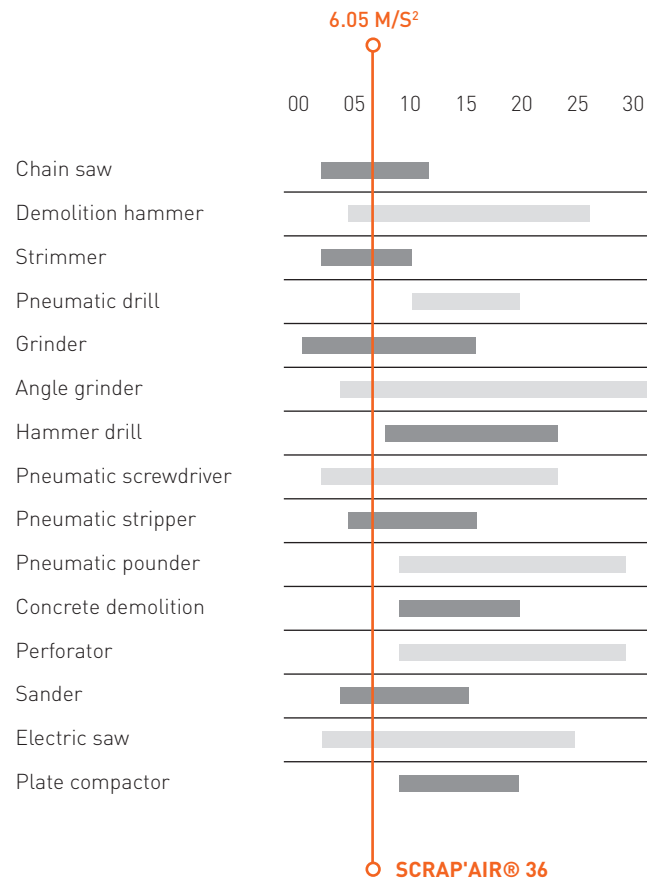 6.05 M/S²
00 05 10 15 20 25 30
Chain saw
Demolition hammer
Strimmer
Pneumatic drill
Grinder
Angle grinder
Hammer drill
Pneumatic screwdriver
Pneumatic stripper
Pneumatic pounder
Concrete demolition
Perforator
Sander
Electric saw
Plate compactor
SCRAP'AIR® 36